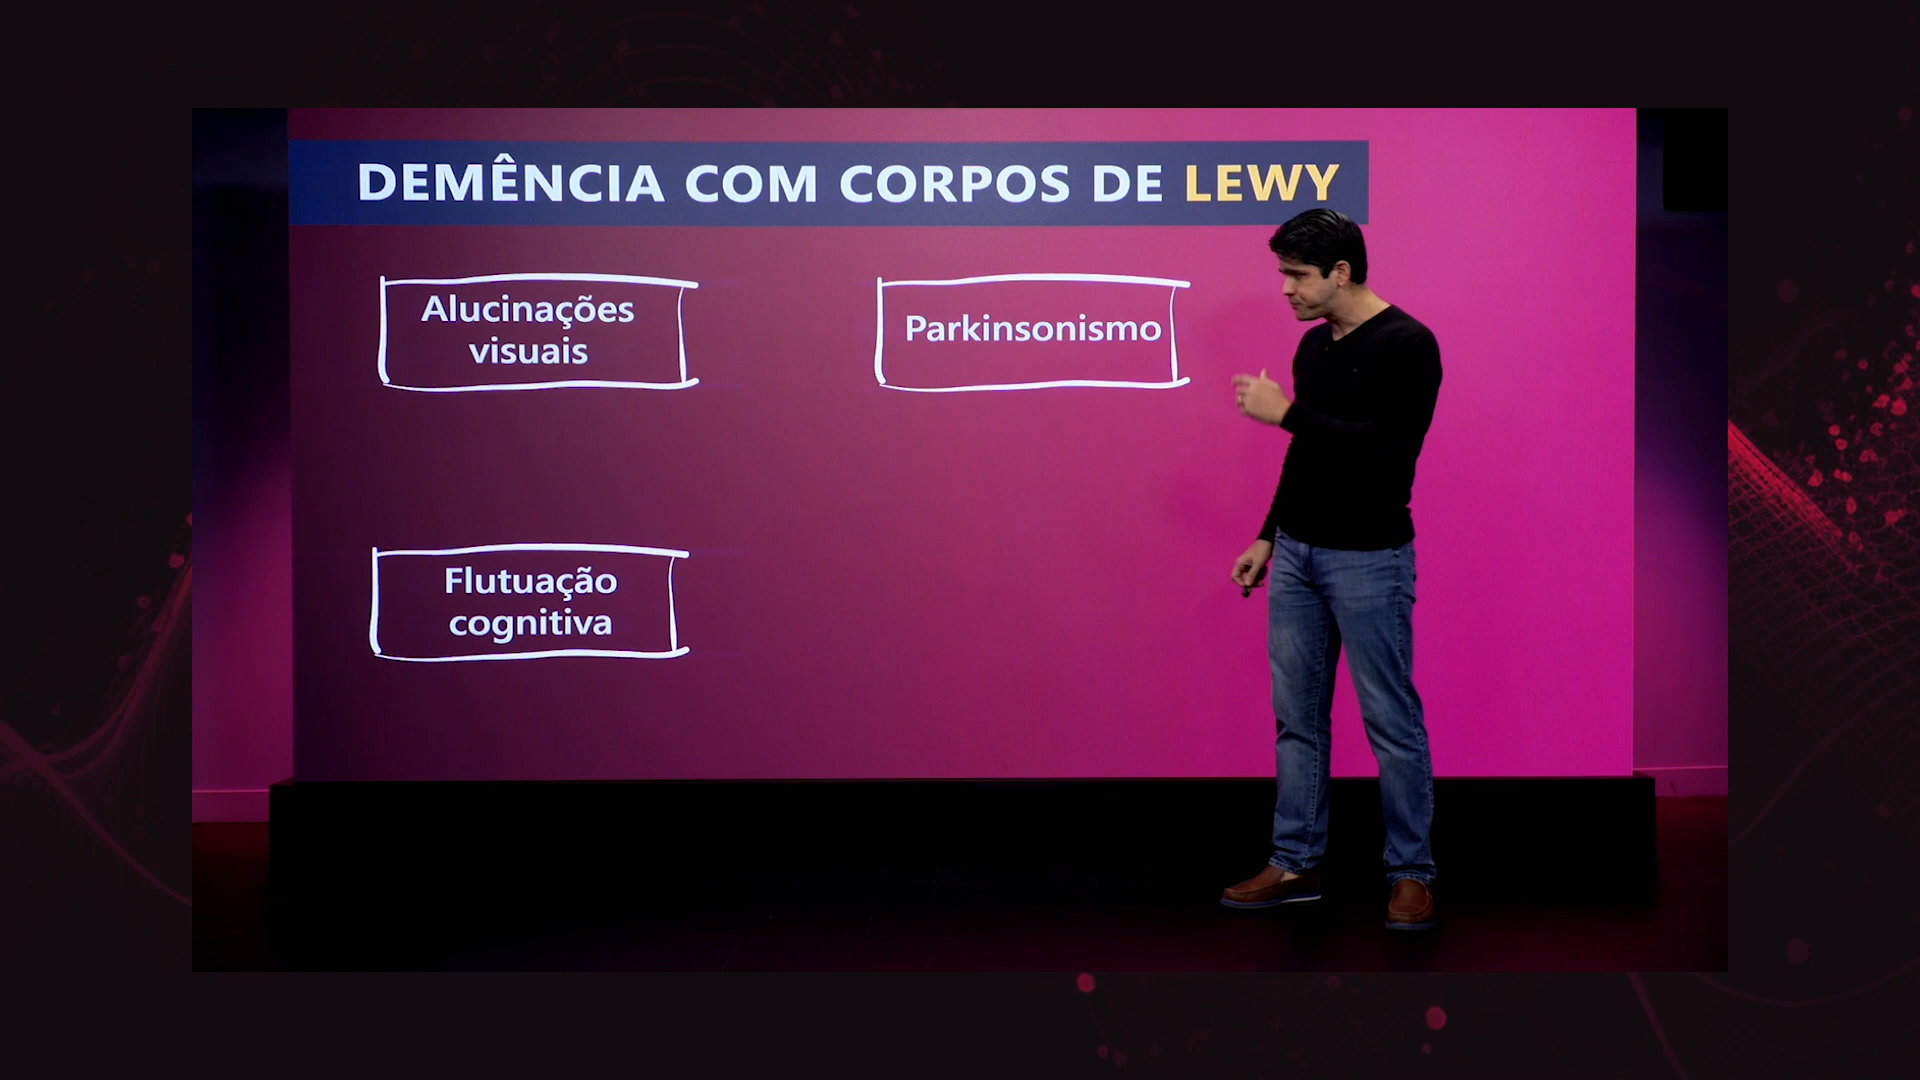 DEMÊNCIA COM CORPOS DE LEWY
Alucinações
visuais
Parkinsonismo
Flutuação
cognitiva